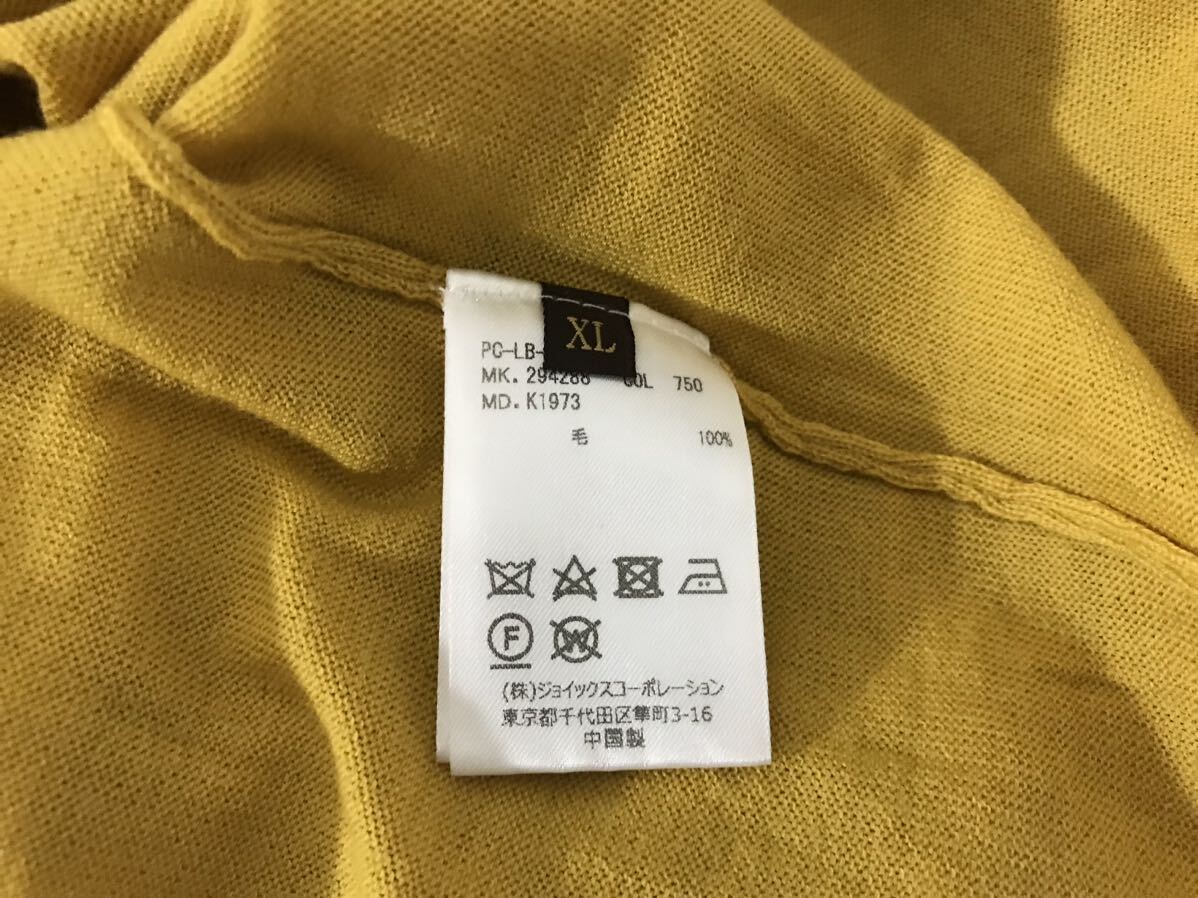 XL
PC-LB-
MK. 294288 COL 750
MD. K1973
毛 100%
F
W
(株)ジョイックスコーポレーション
東京都千代田区隼町3-16
中国製